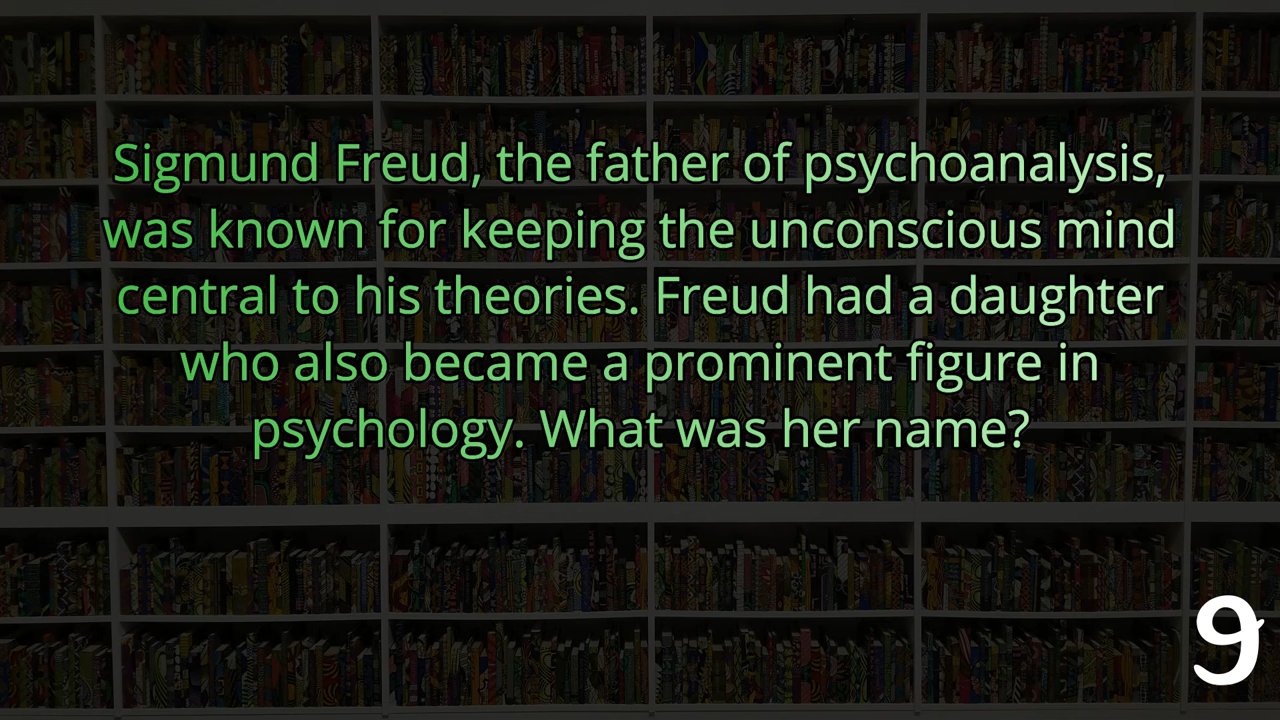 Sigmund Freud, the father of psychoanalysis,
was known for keeping the unconscious mind
central to his theories. Freud had a daughter
who also became a prominent figure in
psychology. What was her name?
9